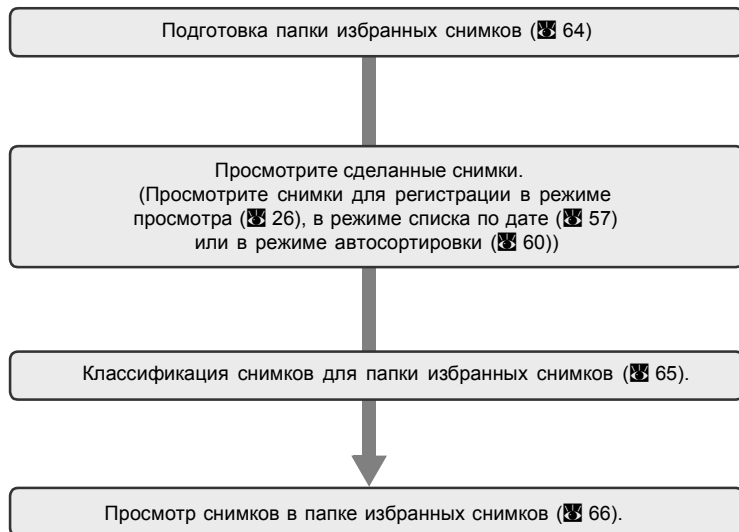 Подготовка папки избранных снимков (64)
Просмотрите сделанные снимки.
(Просмотрите снимки для регистрации в режиме
просмотра (26), в режиме списка по дате (57)
или в режиме автосортировки (60))
Классификация снимков для папки избранных снимков (65).
Просмотр снимков в папке избранных снимков (66).